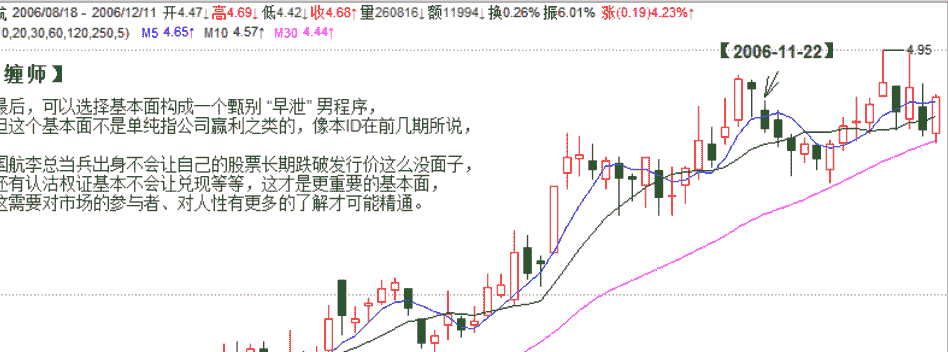 航 2006/08/18 - 2006/12/11 开4.47↓高4.69↓低4.42↓收4.68↑量260816↓额11994↓换0.26% 振6.01% 涨(0.19)4.23%↑
0,20,30,60,120,250,5) M5 4.65↑ M10 4.57↑ M30 4.44↑
【2006-11-22】
4.95
缠师】
最后，可以选择基本面构成一个甄别 “早泄” 男程序，
但这个基本面不是单纯指公司赢利之类的，像本ID在前几期所说，
国航李总当兵出身不会让自己的股票长期跌破发行价这么没面子，
还有认沽权证基本不会让兑现等等，这才是更重要的基本面，
这需要对市场的参与者、对人性有更多的了解才可能精通。